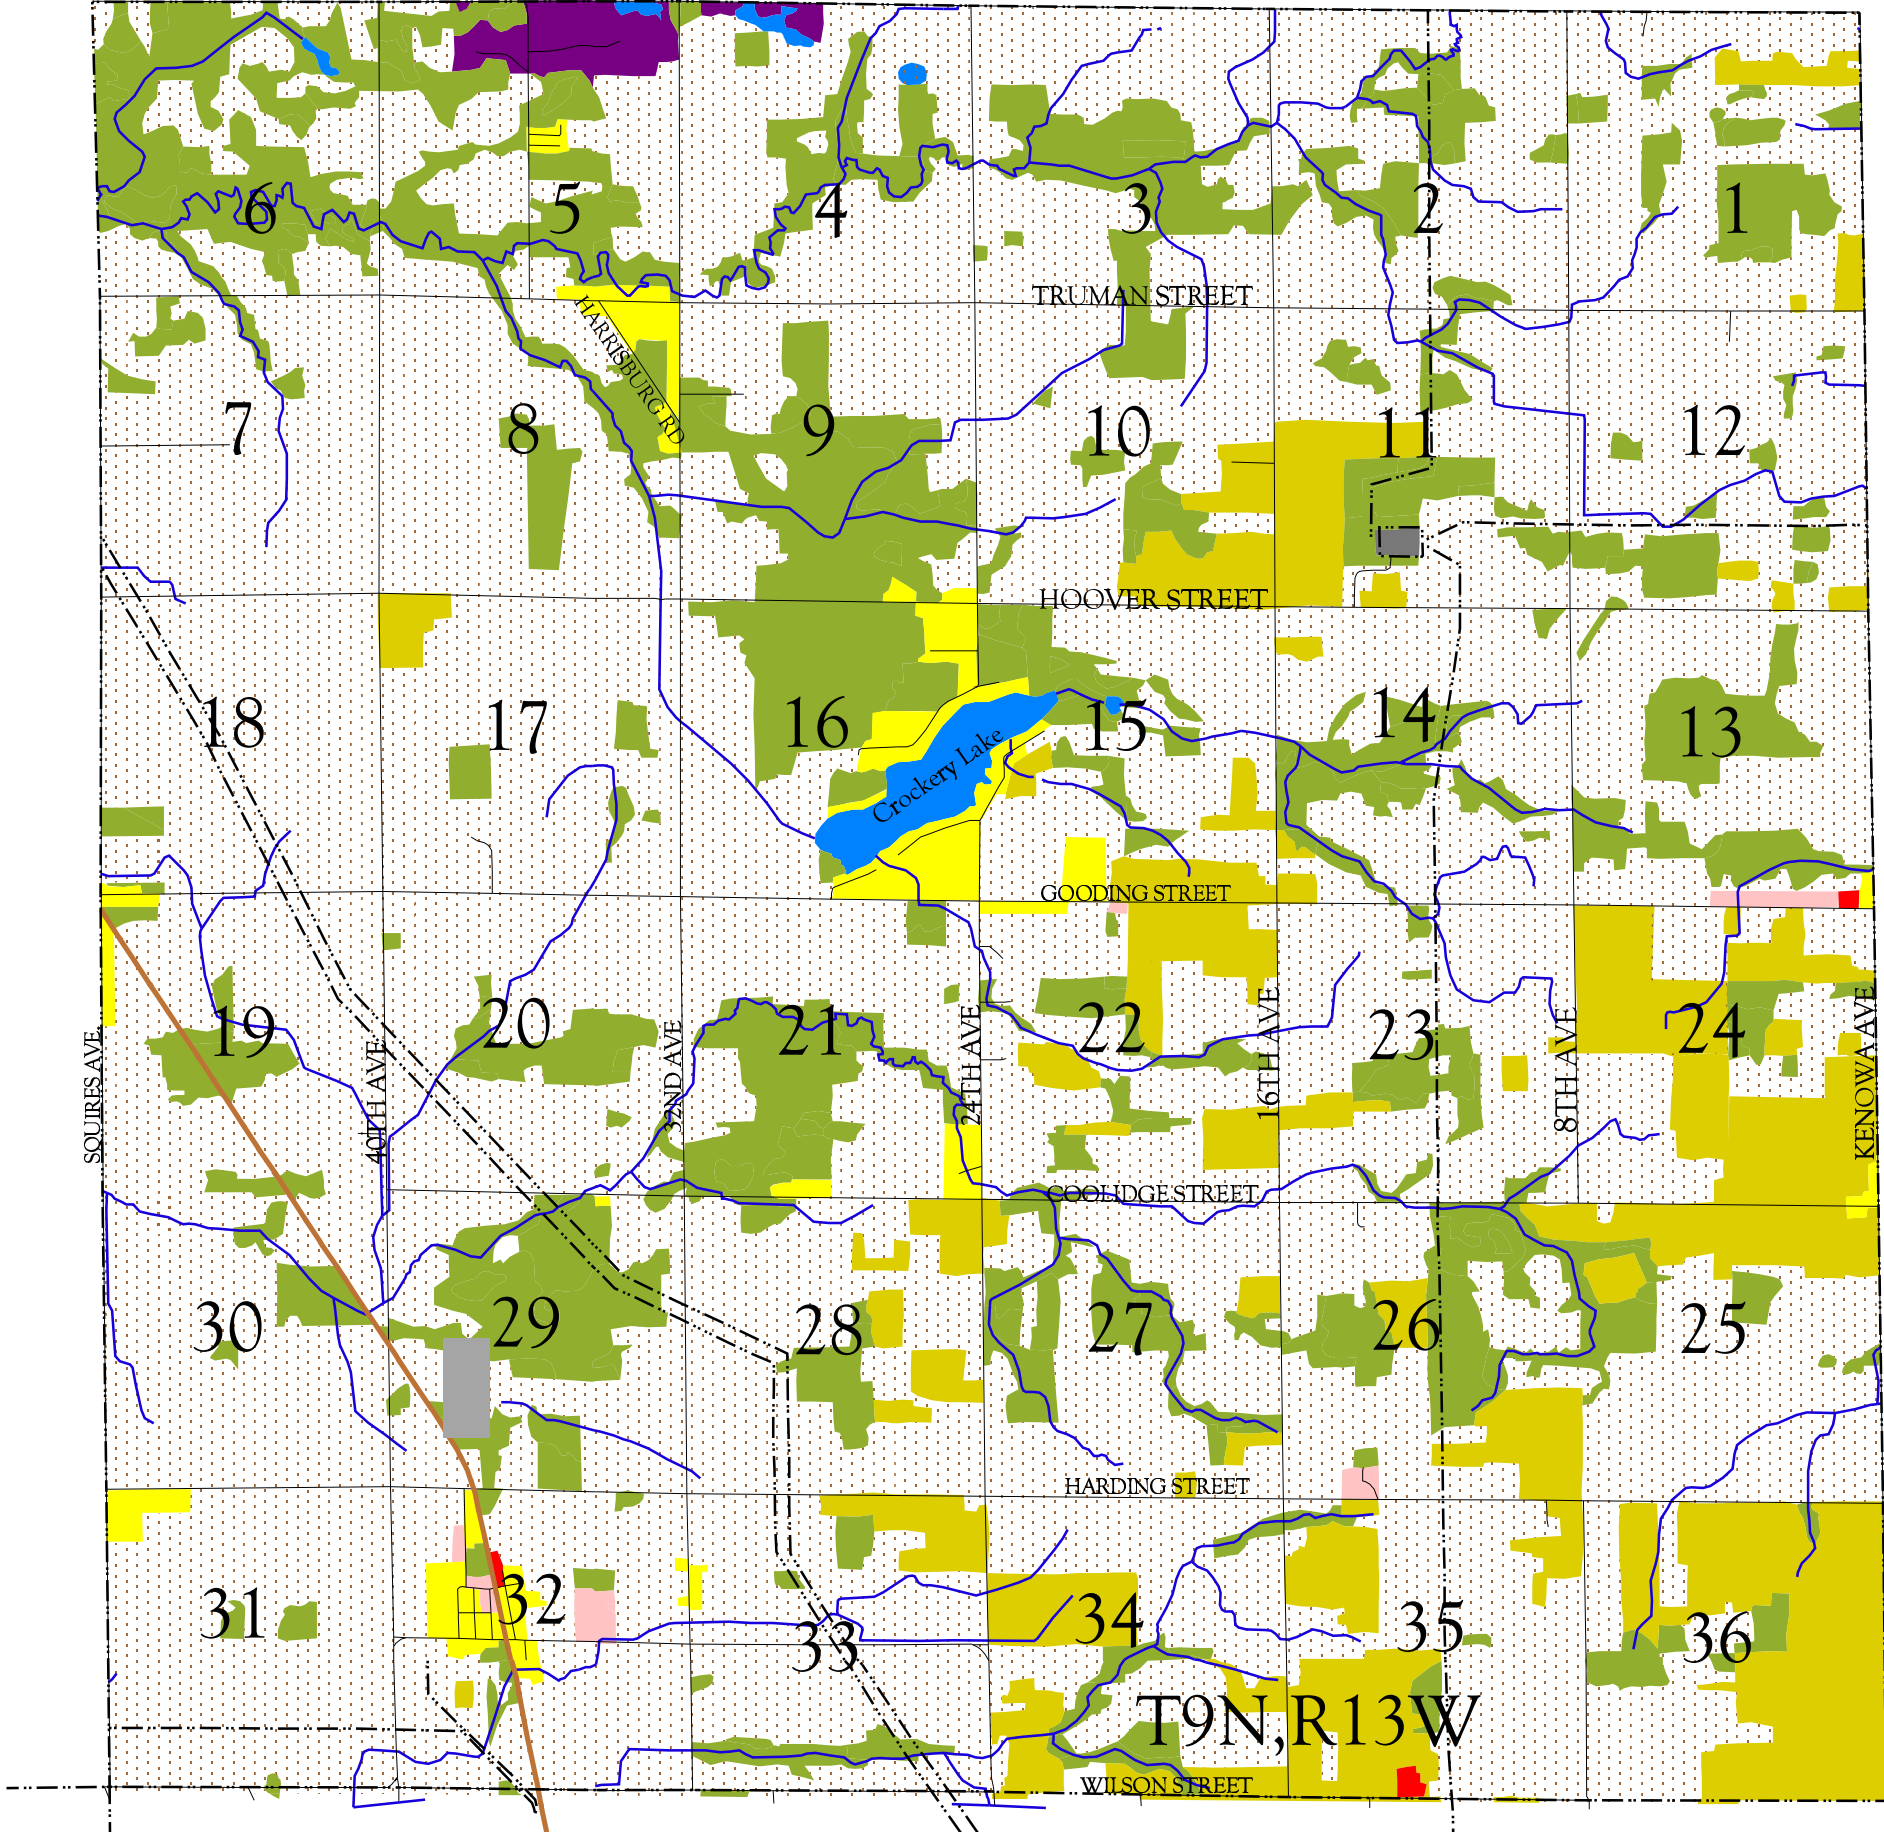 6
5
4
3
2
1
TRUMAN STREET
HARRISBURG RD
7
8
9
10
11
12
HOOVER STREET
18
17
16
15
14
13
Crockery Lake
GOODING STREET
19
20
21
22
23
24
SQUIRES AVE
40TH AVE
32ND AVE
24TH AVE
16TH AVE
8TH AVE
KENOWA AVE
COOLIDGE STREET
30
29
28
27
26
25
HARDING STREET
31
32
33
34
35
36
T9N,R13W
WILSON STREET